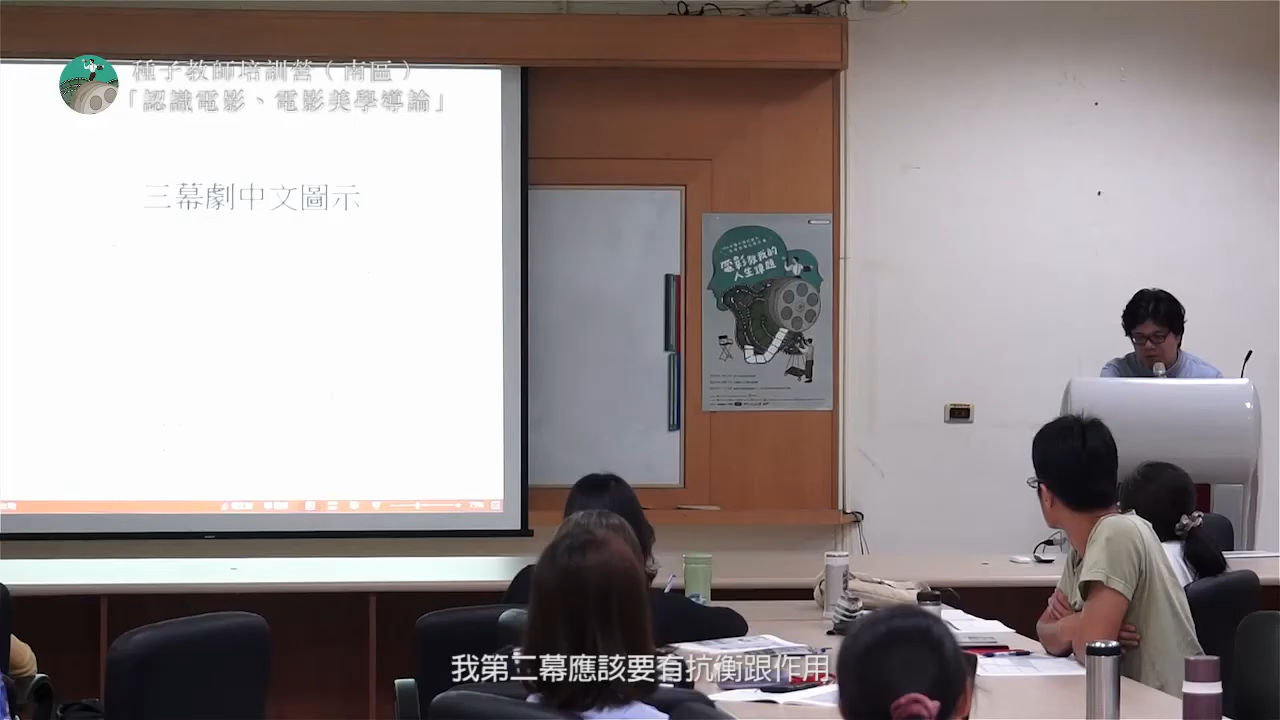 種子教師培訓營（南區）
「認識電影、電影美學導論」
三幕劇中文圖示
電影教我的
人生課題
我第二幕應該要有抗衡跟作用